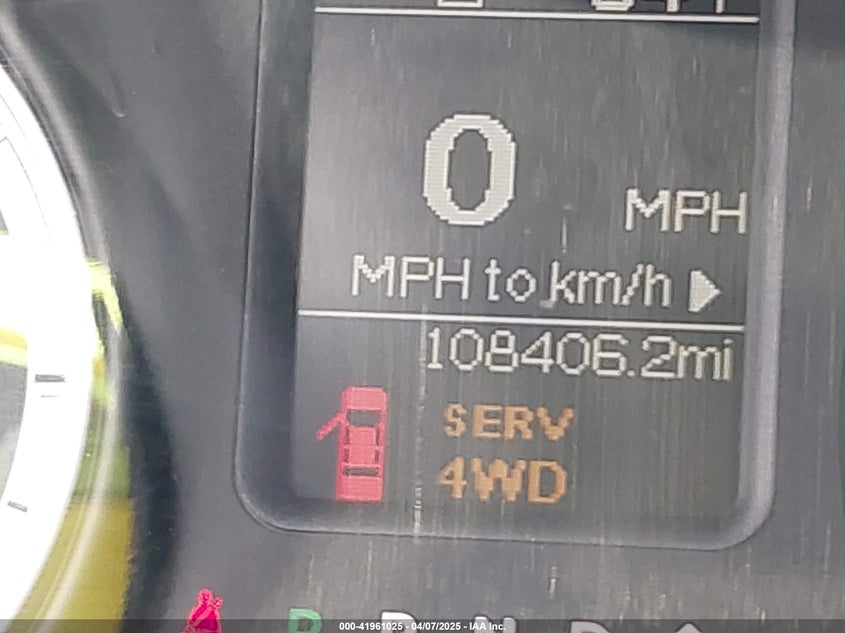 0
MPH
MPH to km/h
108406.2mi
SERV
4WD
P R N D
000-41961025 - 04/07/2025 - IAA Inc.